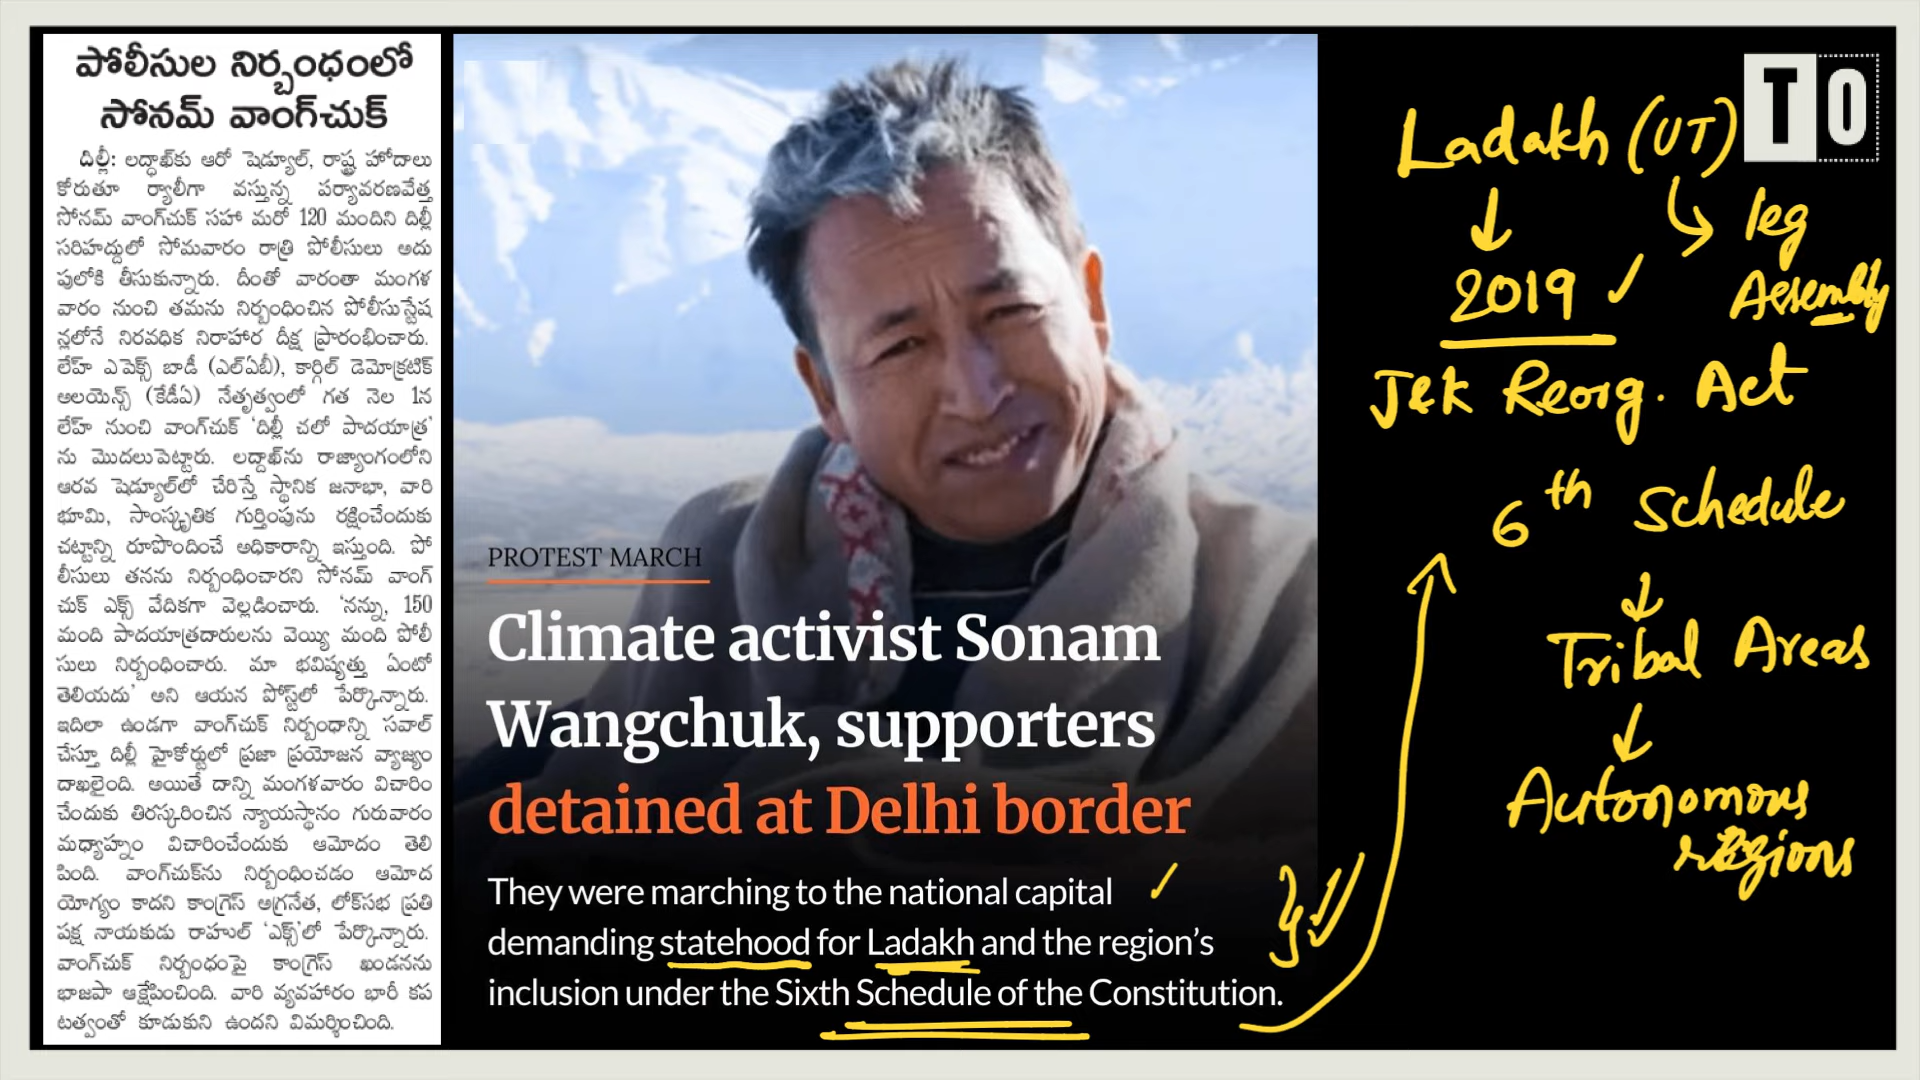 పోలీసుల నిర్బంధంలో
సోనమ్ వాంగ్‌చుక్
దిల్లీ: లద్దాఖ్‌కు ఆరో షెడ్యూల్, రాష్ట్ర హోదాలు
కోరుతూ ర్యాలీగా వస్తున్న పర్యావరణవేత్త
సోనమ్ వాంగ్‌చుక్ సహా మరో 120 మందిని దిల్లీ
సరిహద్దులో సోమవారం రాత్రి పోలీసులు అదు
పులోకి తీసుకున్నారు. దీంతో వారంతా మంగళ
వారం నుంచి తమను నిర్బంధించిన పోలీసుస్టేష
న్లలోనే నిరవధిక నిరాహార దీక్ష ప్రారంభించారు.
లేహ్ ఎపెక్స్ బాడీ (ఎల్ఏబీ), కార్గిల్ డెమోక్రటిక్
అలయెన్స్ (కేడీఏ) నేతృత్వంలో గత నెల 1న
లేహ్ నుంచి వాంగ్‌చుక్ ‘దిల్లీ చలో పాదయాత్ర’
ను మొదలుపెట్టారు. లద్దాఖ్‌ను రాజ్యాంగంలోని
ఆరవ షెడ్యూల్‌లో చేరిస్తే స్థానిక జనాభా, వారి
భూమి, సాంస్కృతిక గుర్తింపును రక్షించేందుకు
చట్టాన్ని రూపొందించే అధికారాన్ని ఇస్తుంది. పో
లీసులు తనను నిర్బంధించారని సోనమ్ వాంగ్
చుక్ ఎక్స్ వేదికగా వెల్లడించారు. ‘నన్ను, 150
మంది పాదయాత్రదారులను వెయ్యి మంది పోలీ
సులు నిర్బంధించారు. మా భవిష్యత్తు ఏంటో
తెలియదు’ అని ఆయన పోస్ట్‌లో పేర్కొన్నారు.
ఇదిలా ఉండగా వాంగ్‌చుక్ నిర్బంధాన్ని సవాల్
చేస్తూ దిల్లీ హైకోర్టులో ప్రజా ప్రయోజన వ్యాజ్యం
దాఖలైంది. అయితే దాన్ని మంగళవారం విచారిం
చేందుకు తిరస్కరించిన న్యాయస్థానం గురువారం
మధ్యాహ్నం విచారించేందుకు ఆమోదం తెలి
పింది. వాంగ్‌చుక్‌ను నిర్బంధించడం ఆమోద
యోగ్యం కాదని కాంగ్రెస్ అగ్రనేత, లోక్‌సభ ప్రతి
పక్ష నాయకుడు రాహుల్ ‘ఎక్స్’లో పేర్కొన్నారు.
వాంగ్‌చుక్ నిర్బంధంపై కాంగ్రెస్ ఖండనను
భాజపా ఆక్షేపించింది. వారి వ్యవహారం భారీ కప
టత్వంతో కూడుకుని ఉందని విమర్శించింది.
PROTEST MARCH
Climate activist Sonam
Wangchuk, supporters
detained at Delhi border
They were marching to the national capital
demanding statehood for Ladakh and the region’s
inclusion under the Sixth Schedule of the Constitution.
TO
Ladakh (UT)
leg
Assembly
2019
J&K Reorg. Act
6th Schedule
Tribal Areas
Autonomous
regions